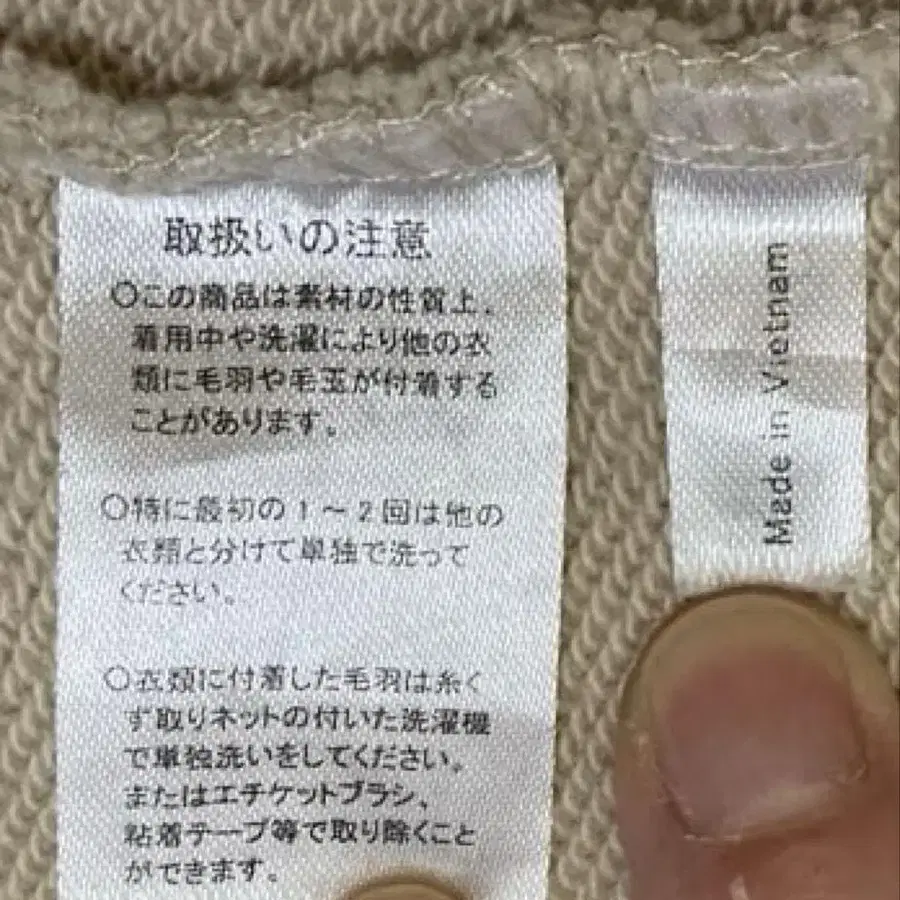 取扱いの注意
○この商品は素材の性質上、
着用中や洗濯により他の衣
類に毛羽や毛玉が付着する
ことがあります。
○特に最初の1～2回は他の
衣類と分けて単独で洗って
ください。
○衣類に付着した毛羽は糸く
ず取りネットの付いた洗濯機
で単独洗いをしてください。
またはエチケットブラシ、
粘着テープ等で取り除くこと
ができます。
Made in Vietnam